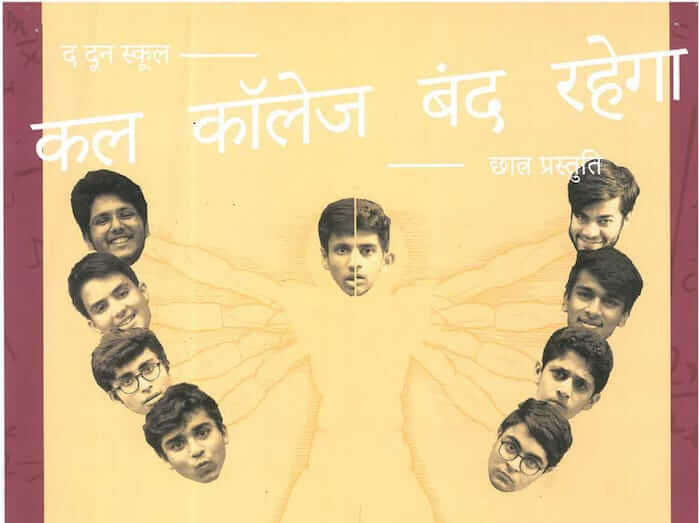 द दून स्कूल
कल कॉलेज बंद रहेगा
छात्र प्रस्तुति